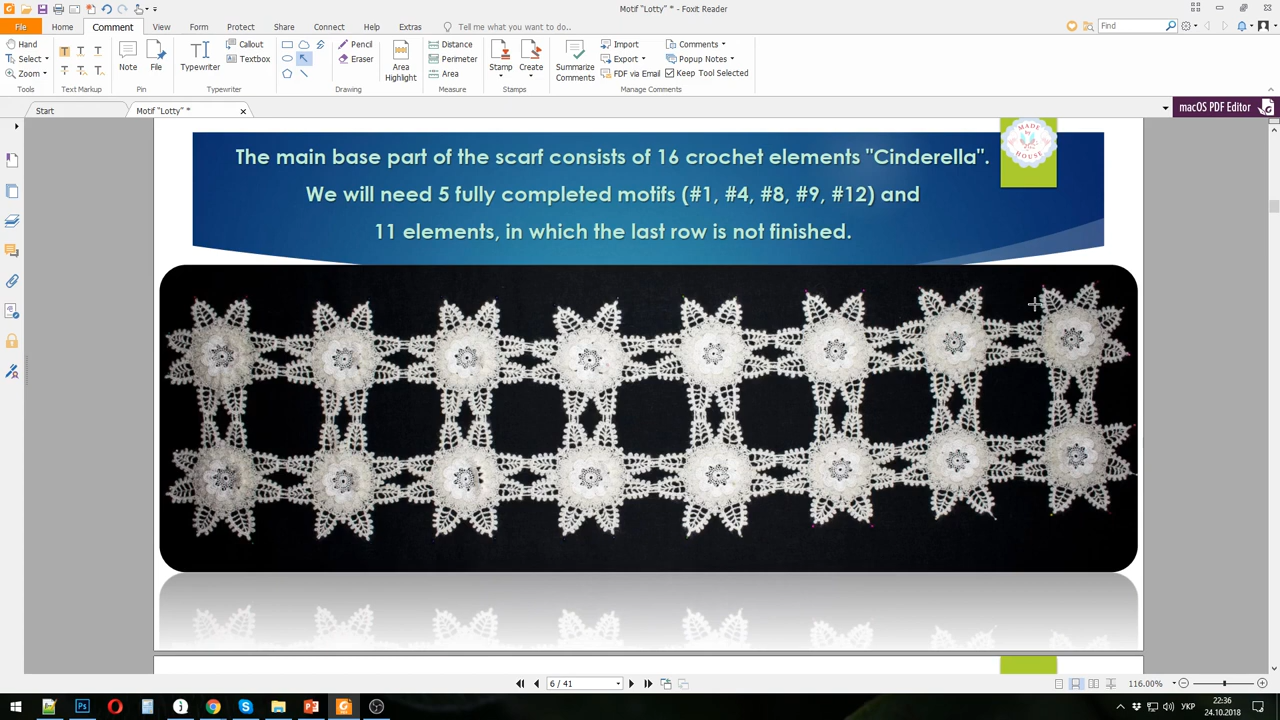 Motif "Lotty" * - Foxit Reader
File Home Comment View Form Protect Share Connect Help Extras Tell me what you want to do.. Find
Hand
Select
Zoom
Tools
Text Markup
Note File
Pin
Typewriter Callout
Textbox
Typewriter
Pencil
Eraser
Drawing
Area Highlight
Distance
Perimeter
Area
Measure
Stamp Create
Stamps
Summarize Comments
Import
Export
FDF via Email
Comments
Popup Notes
Keep Tool Selected
Manage Comments
Start Motif "Lotty" * macOS PDF Editor
MADE
by
HOUSE
The main base part of the scarf consists of 16 crochet elements "Cinderella".
We will need 5 fully completed motifs (#1, #4, #8, #9, #12) and
11 elements, in which the last row is not finished.
6 / 41 116.00%
УКР 22:36
24.10.2018